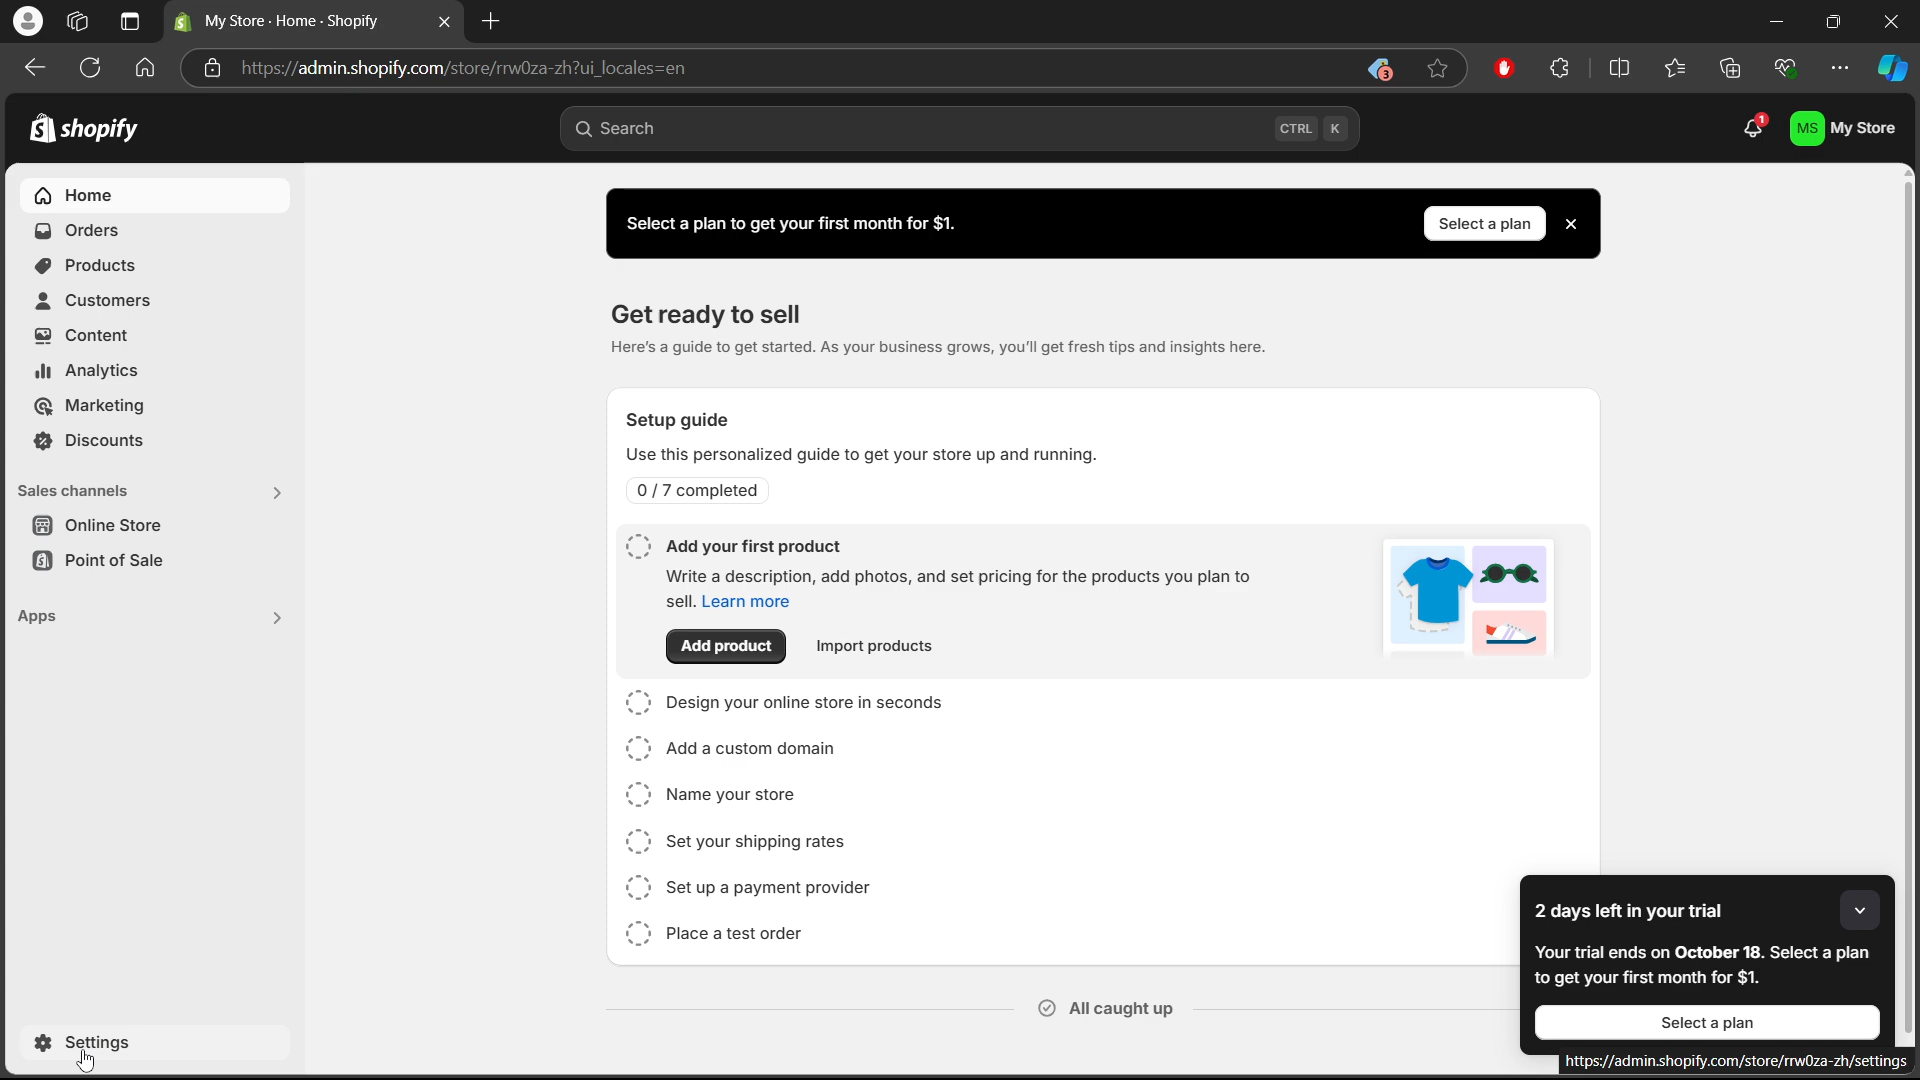 My Store · Home · Shopify
https://admin.shopify.com/store/rrw0za-zh?ui_locales=en
3
shopify
Search
CTRL K
1
MS My Store
Home
Orders
Products
Customers
Content
Analytics
Marketing
Discounts
Sales channels
Online Store
Point of Sale
Apps
Settings
Select a plan to get your first month for $1.
Select a plan
Get ready to sell
Here's a guide to get started. As your business grows, you'll get fresh tips and insights here.
Setup guide
Use this personalized guide to get your store up and running.
0 / 7 completed
Add your first product
Write a description, add photos, and set pricing for the products you plan to
sell. Learn more
Add product Import products
Design your online store in seconds
Add a custom domain
Name your store
Set your shipping rates
Set up a payment provider
Place a test order
All caught up
2 days left in your trial
Your trial ends on October 18. Select a plan
to get your first month for $1.
Select a plan
https://admin.shopify.com/store/rrw0za-zh/settings